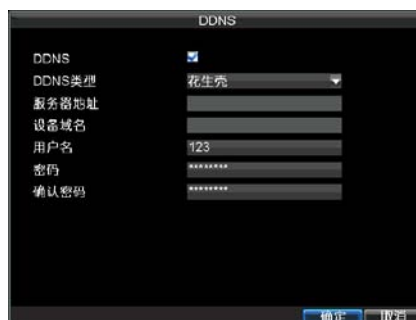 DDNS
DDNS
DDNS类型 花生壳
服务器地址
设备域名
用户名 123
密码 ********
确认密码 ********
确定 取消